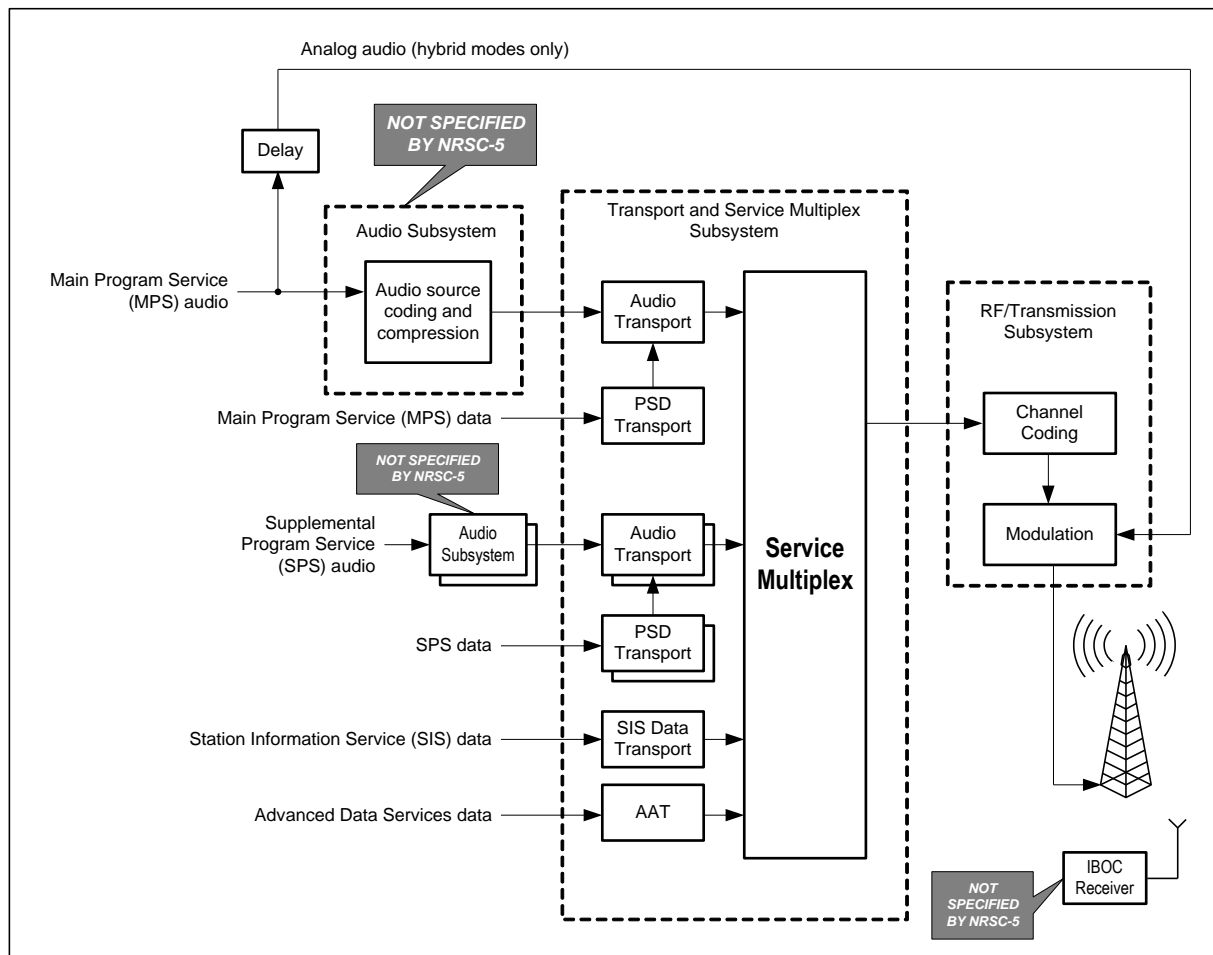 Analog audio (hybrid modes only)
NOT SPECIFIED
BY NRSC-5
Delay
Audio Subsystem
Transport and Service Multiplex
Subsystem
Main Program Service
(MPS) audio
Audio source
coding and
compression
Audio
Transport
RF/Transmission
Subsystem
Main Program Service (MPS) data
PSD
Transport
Channel
Coding
NOT SPECIFIED
BY NRSC-5
Supplemental
Program Service
(SPS) audio
Audio
Subsystem
Audio
Transport
Service
Multiplex
Modulation
SPS data
PSD
Transport
Station Information Service (SIS) data
SIS Data
Transport
Advanced Data Services data
AAT
IBOC
Receiver
NOT
SPECIFIED
BY NRSC-5